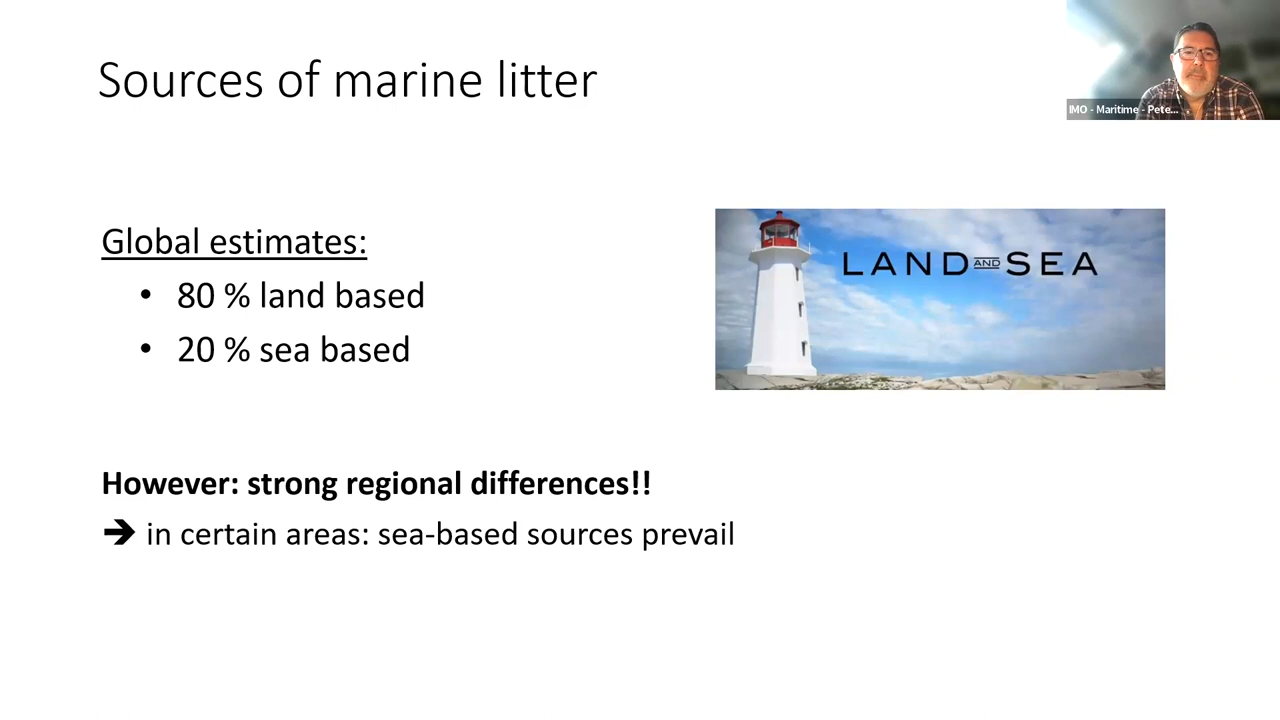 Sources of marine litter
IMO - Maritime - Pete...
Global estimates:
• 80 % land based
• 20 % sea based
LAND AND SEA
However: strong regional differences!!
➔ in certain areas: sea-based sources prevail